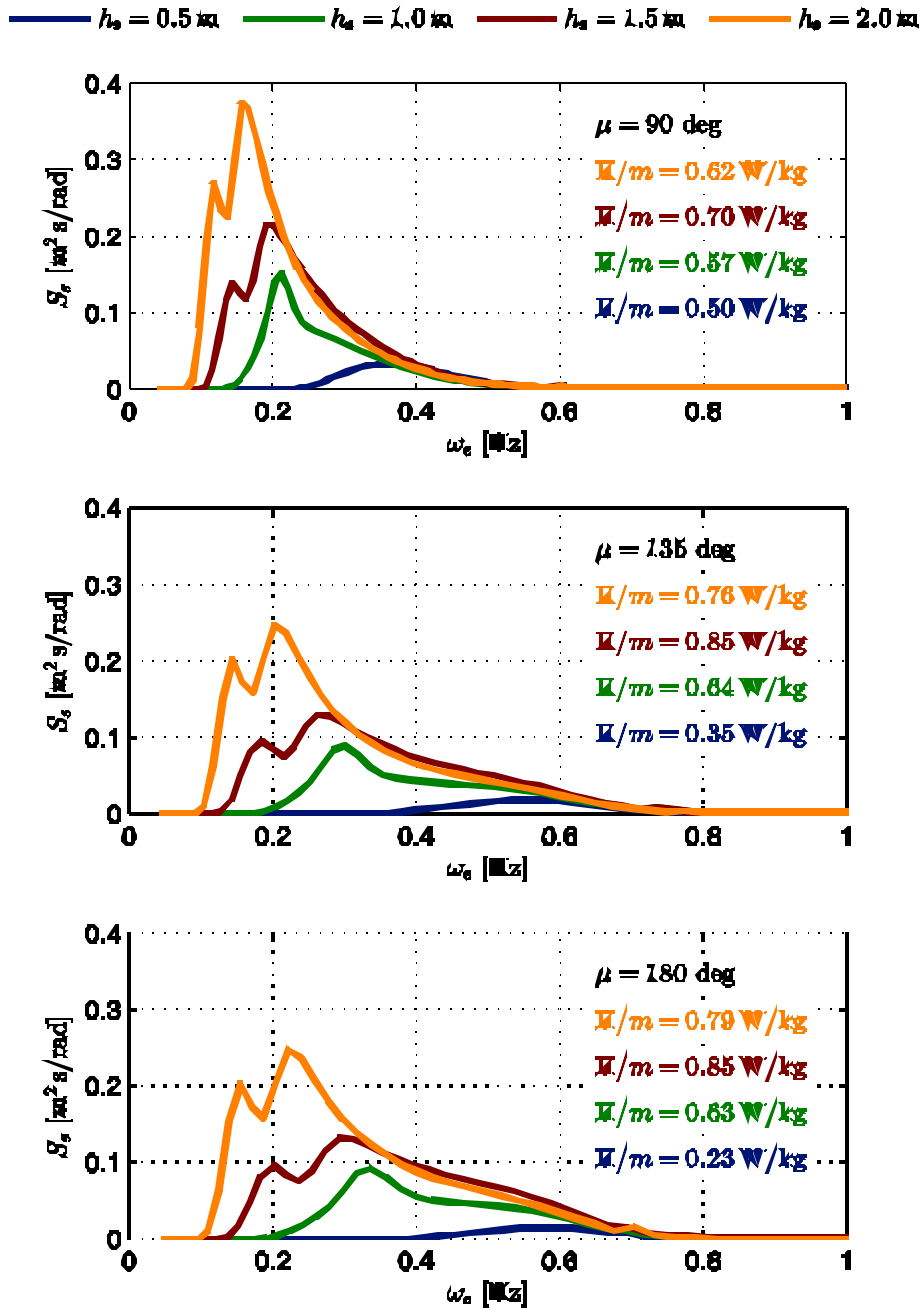 h_s = 0.5 m h_s = 1.0 m h_s = 1.5 m h_s = 2.0 m
0.4
0.3
0.2
0.1
0
S_s [m² s/rad]
μ = 90 deg
E/m = 0.62 W/kg
E/m = 0.70 W/kg
E/m = 0.57 W/kg
E/m = 0.50 W/kg
0 0.2 0.4 0.6 0.8 1
ω_e [Hz]
0.4
0.3
0.2
0.1
0
S_s [m² s/rad]
μ = 135 deg
E/m = 0.76 W/kg
E/m = 0.85 W/kg
E/m = 0.64 W/kg
E/m = 0.35 W/kg
0 0.2 0.4 0.6 0.8 1
ω_e [Hz]
0.4
0.3
0.2
0.1
0
S_s [m² s/rad]
μ = 180 deg
E/m = 0.79 W/kg
E/m = 0.85 W/kg
E/m = 0.63 W/kg
E/m = 0.23 W/kg
0 0.2 0.4 0.6 0.8 1
ω_e [Hz]